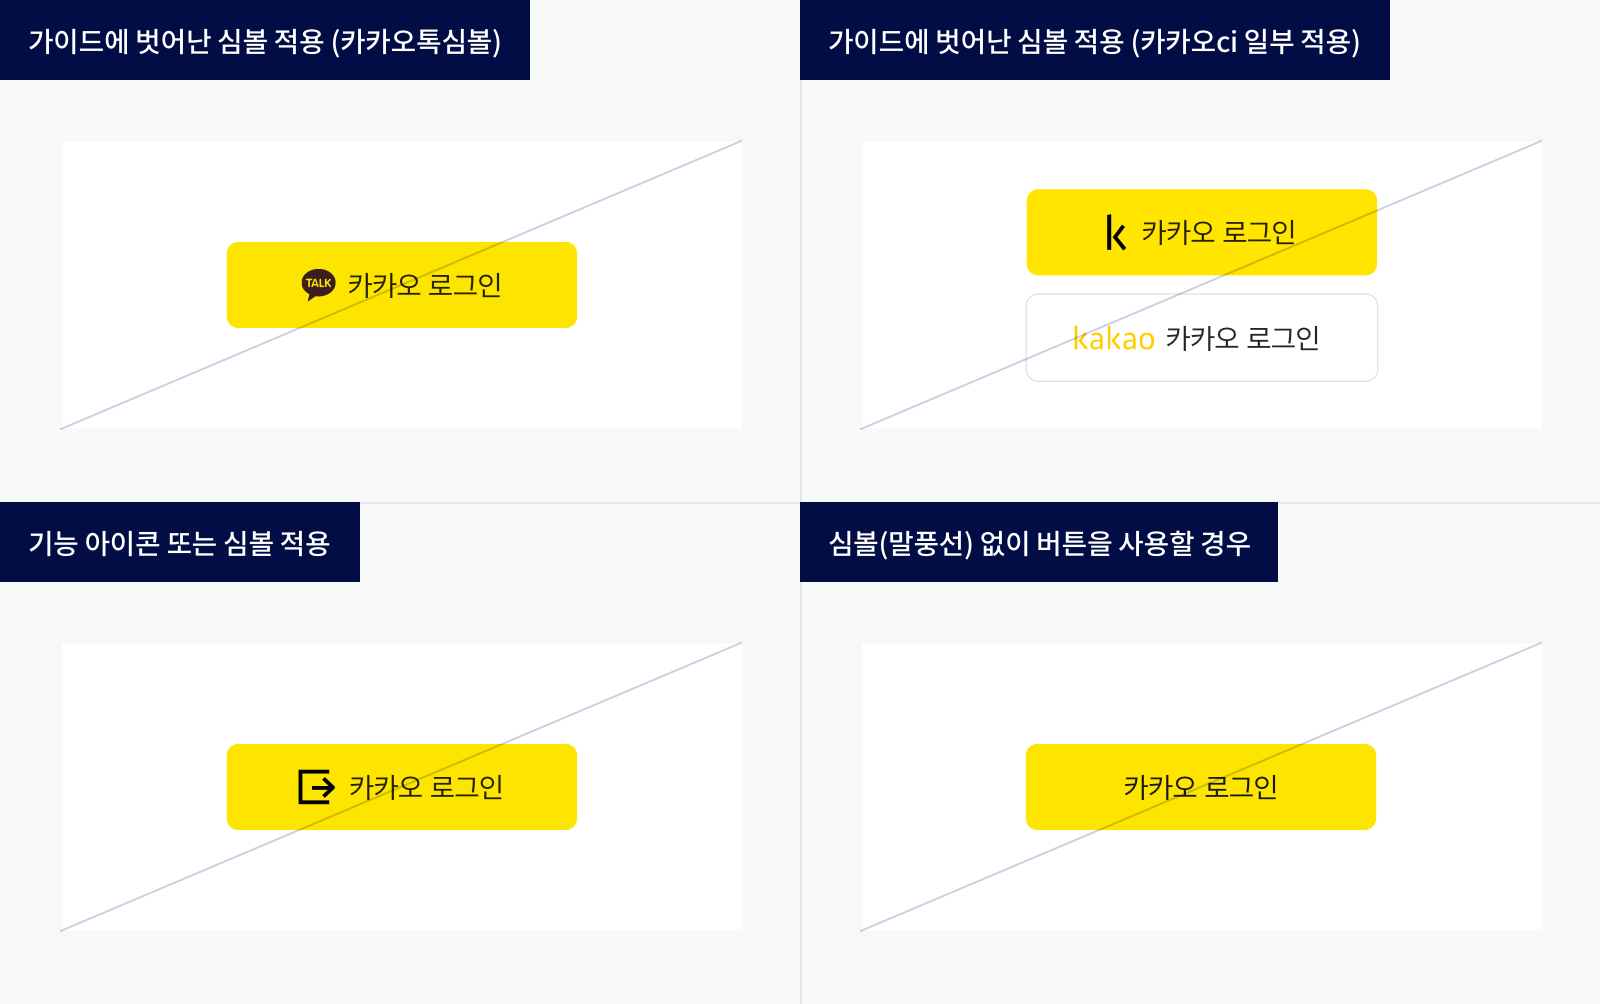 가이드에 벗어난 심볼 적용 (카카오톡심볼)
TALK 카카오 로그인
가이드에 벗어난 심볼 적용 (카카오ci 일부 적용)
k 카카오 로그인
kakao 카카오 로그인
기능 아이콘 또는 심볼 적용
카카오 로그인
심볼(말풍선) 없이 버튼을 사용할 경우
카카오 로그인